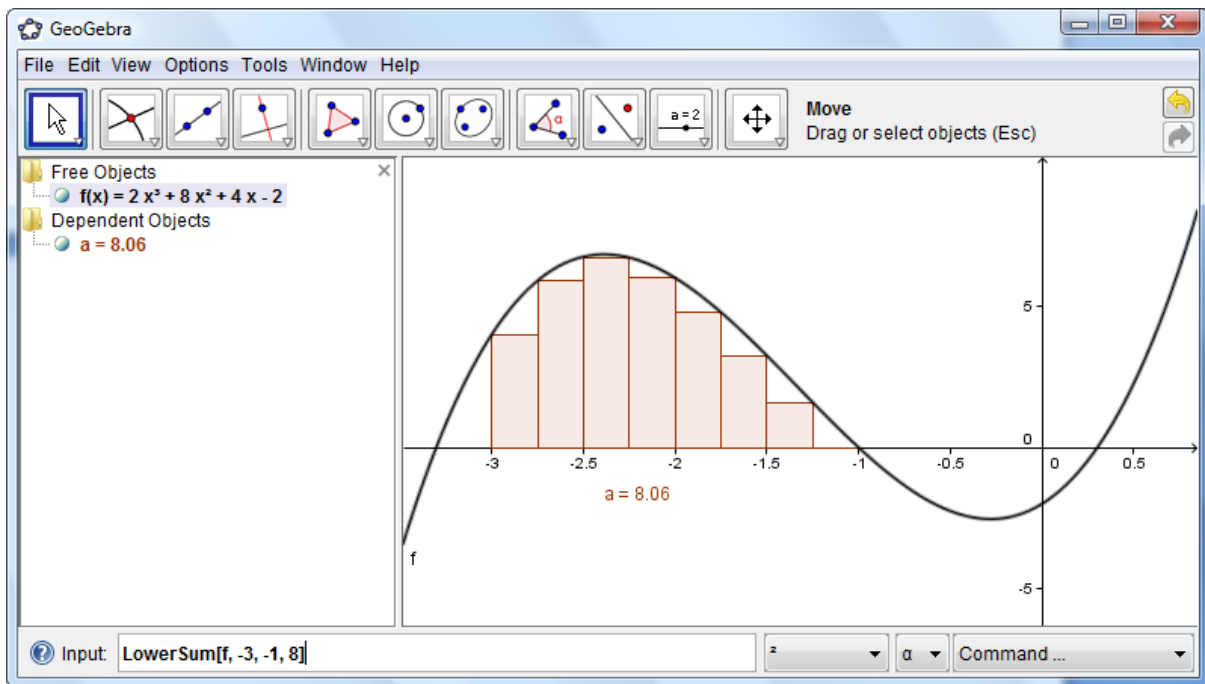 GeoGebra
File Edit View Options Tools Window Help
α
a = 2
Move
Drag or select objects (Esc)
Free Objects
f(x) = 2 x³ + 8 x² + 4 x - 2
Dependent Objects
a = 8.06
5
0
-3 -2.5 -2 -1.5 -1 -0.5 0 0.5
a = 8.06
f
-5
Input: LowerSum[f, -3, -1, 8] ² α Command ...